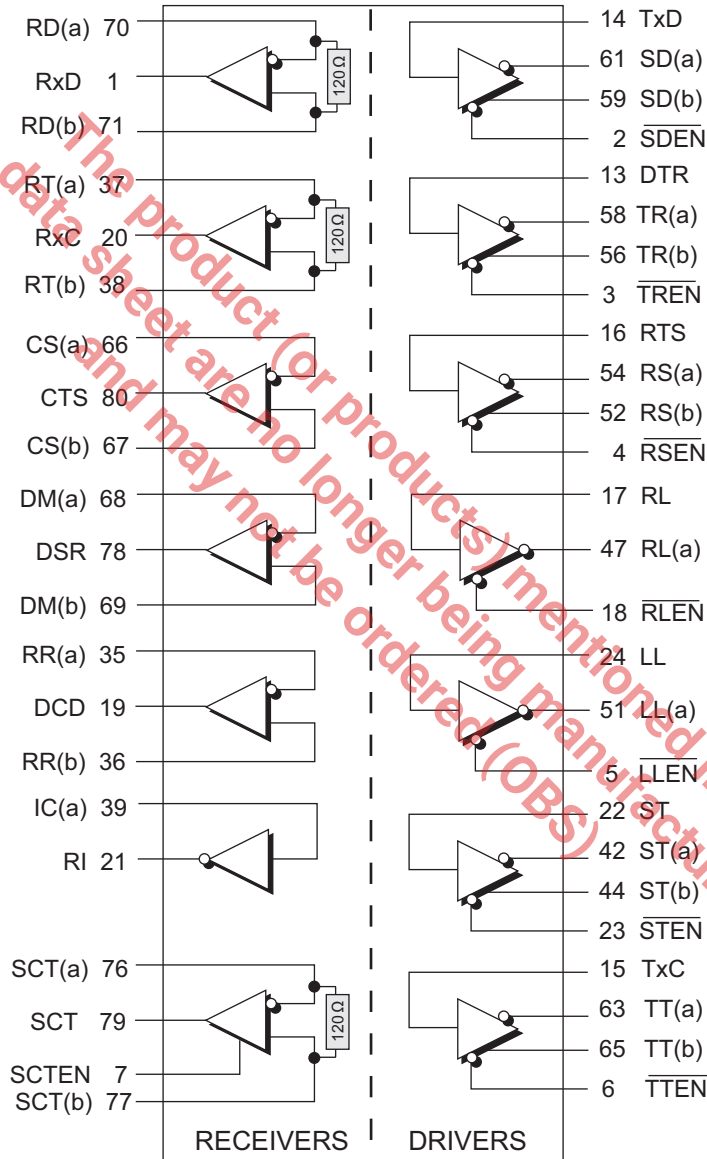 RD(a) 70
RxD 1
RD(b) 71
120 Ω
RT(a) 37
RxC 20
RT(b) 38
120 Ω
CS(a) 66
CTS 80
CS(b) 67
DM(a) 68
DSR 78
DM(b) 69
RR(a) 35
DCD 19
RR(b) 36
IC(a) 39
RI 21
SCT(a) 76
SCT 79
SCTEN 7
SCT(b) 77
120 Ω
RECEIVERS
14 TxD
61 SD(a)
59 SD(b)
2 SDEN
13 DTR
58 TR(a)
56 TR(b)
3 TREN
16 RTS
54 RS(a)
52 RS(b)
4 RSEN
17 RL
47 RL(a)
18 RLEN
24 LL
51 LL(a)
5 LLEN
22 ST
42 ST(a)
44 ST(b)
23 STEN
15 TxC
63 TT(a)
65 TT(b)
6 TTEN
DRIVERS
The product (or products) mentioned
data sheet are no longer being manufactur
and may not be ordered (OBS)